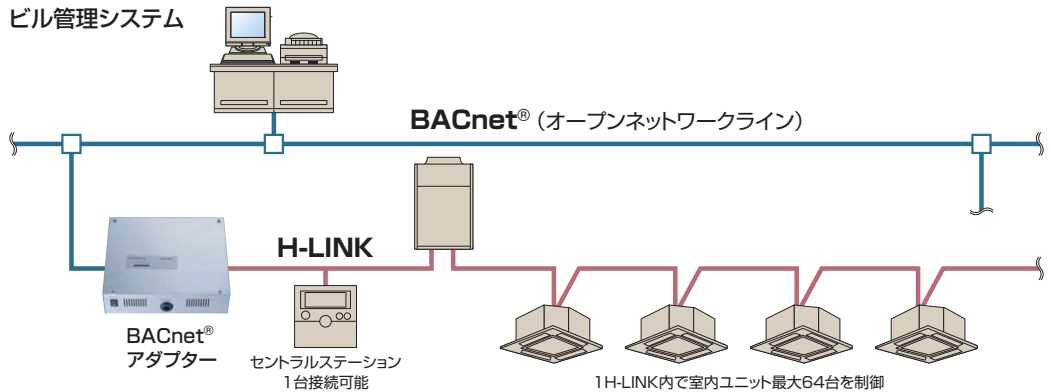 ビル管理システム
BACnet®（オープンネットワークライン）
H-LINK
BACnet®
アダプター
セントラルステーション
1台接続可能
1H-LINK内で室内ユニット最大64台を制御